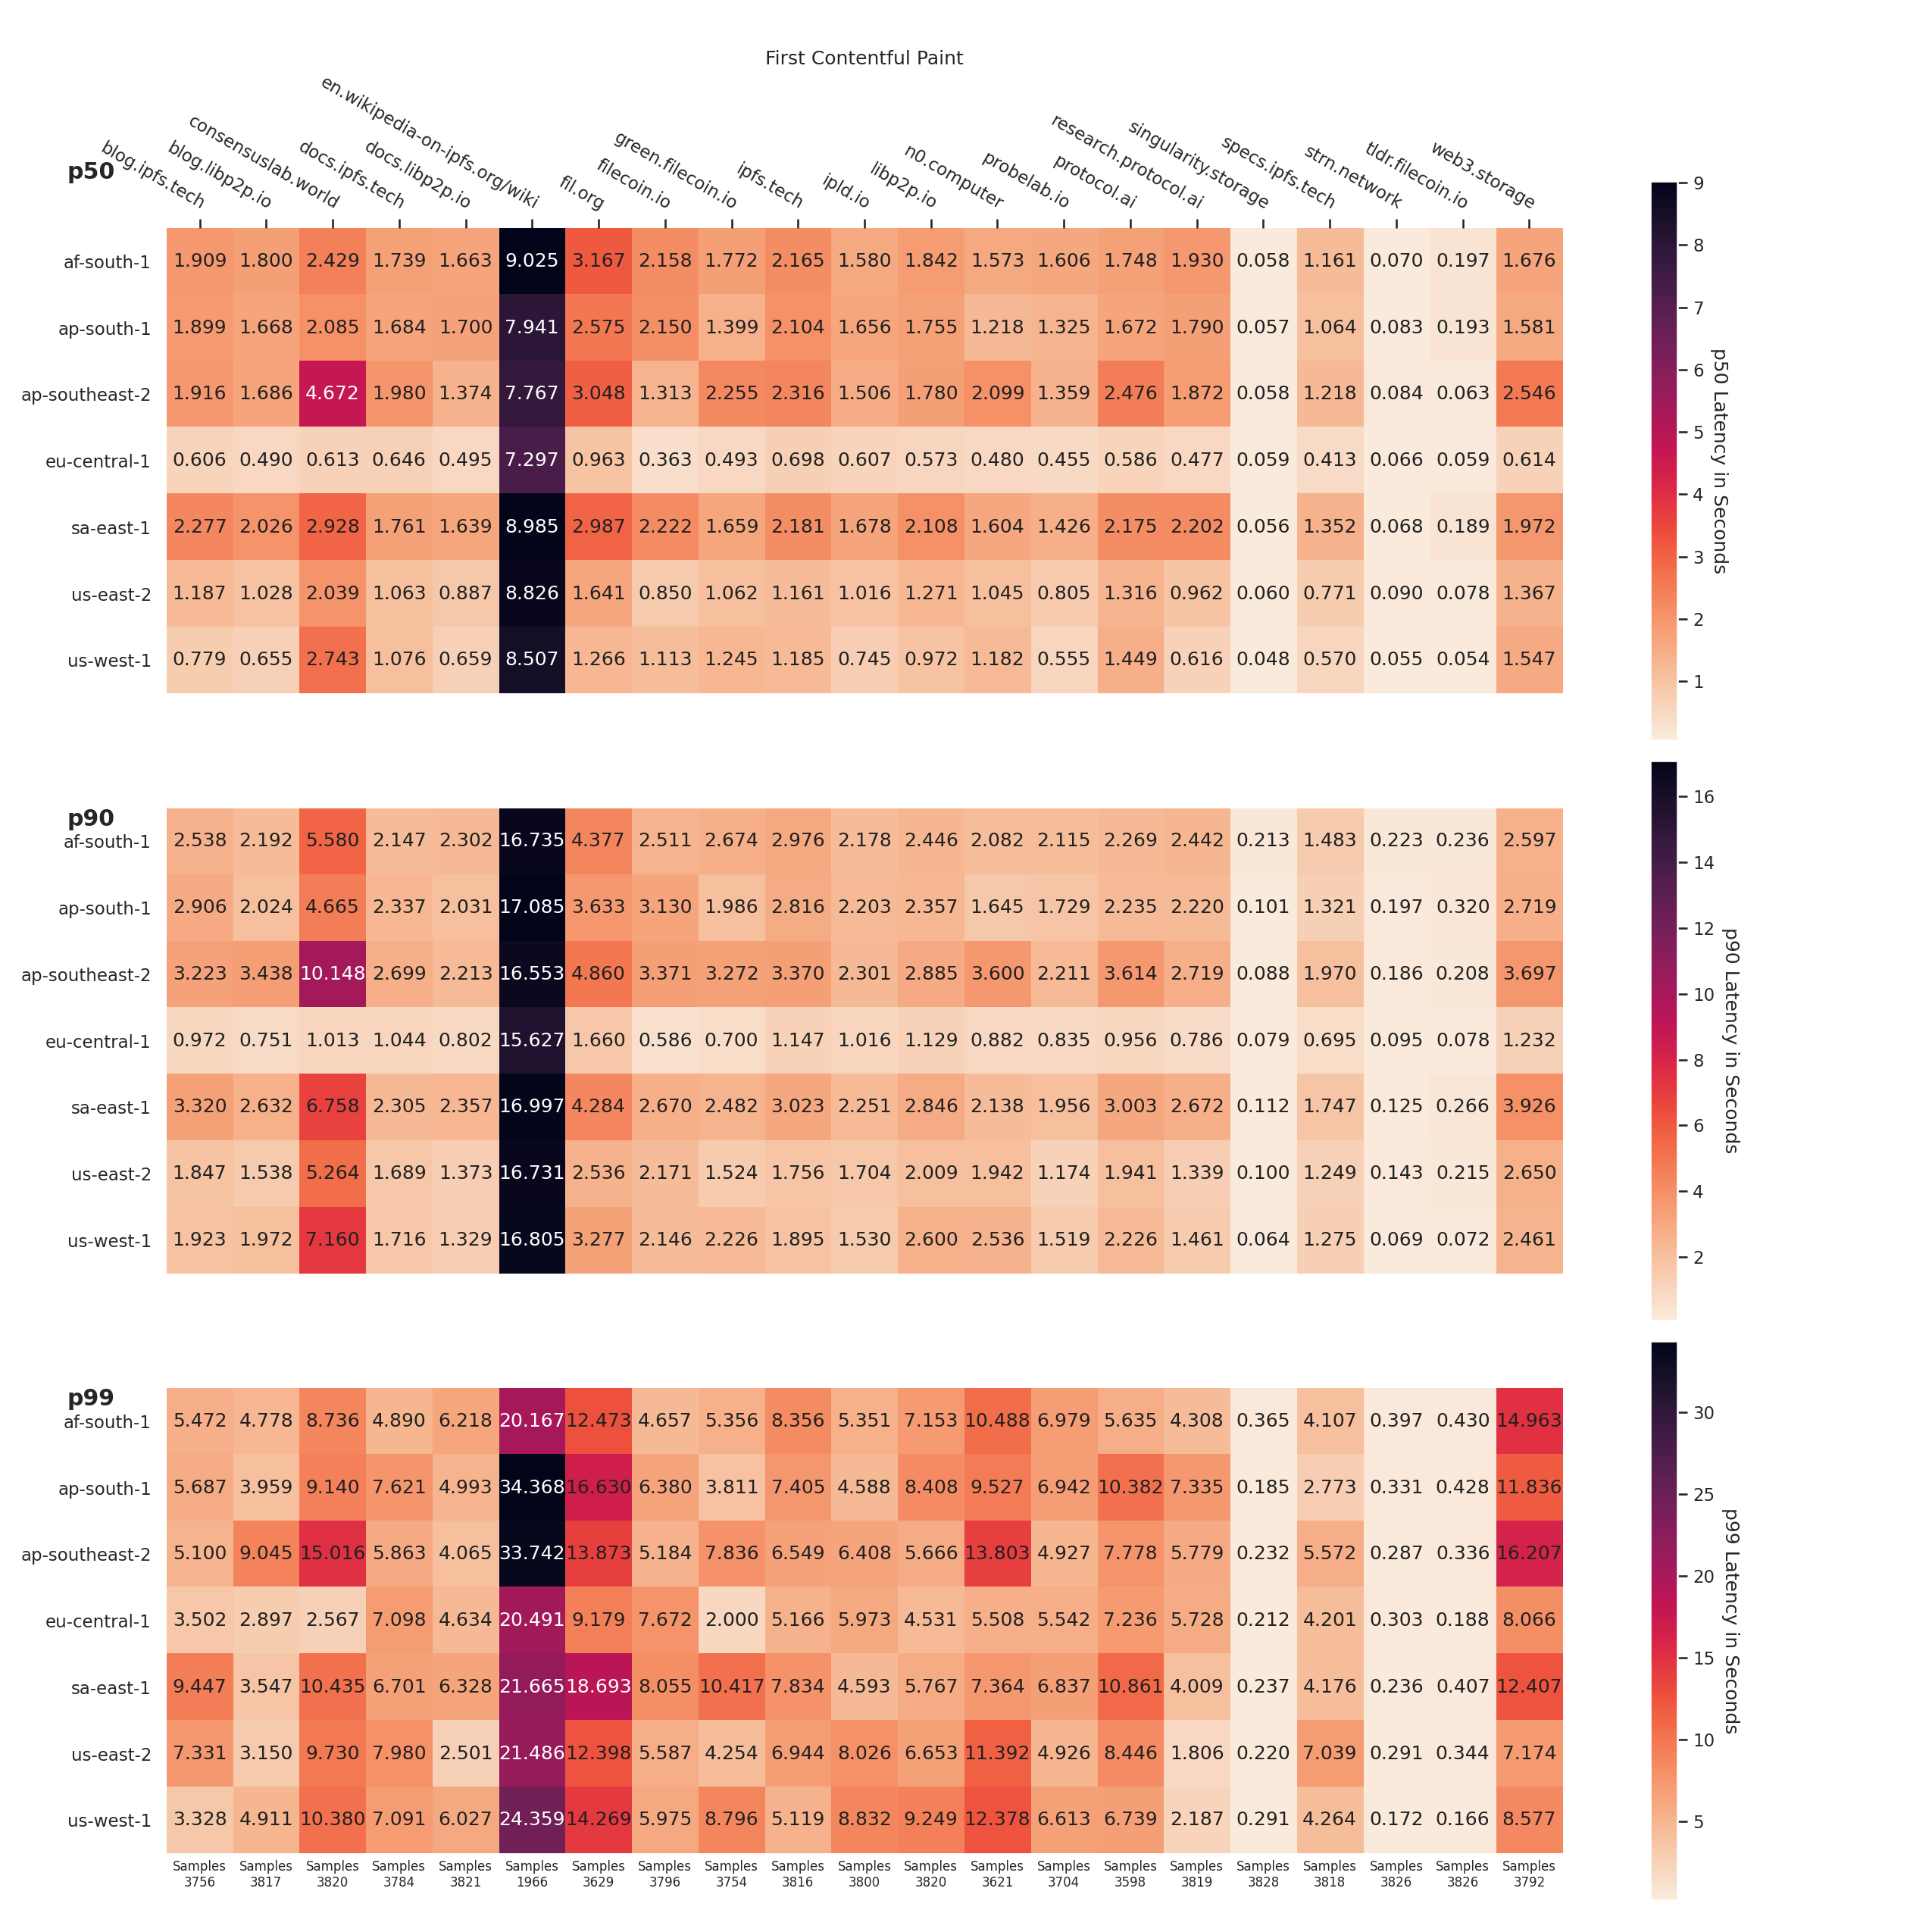 First Contentful Paint
p50
blog.ipfs.tech
blog.libp2p.io
consensuslab.world
docs.ipfs.tech
docs.libp2p.io
en.wikipedia-on-ipfs.org/wiki
fil.org
filecoin.io
green.filecoin.io
ipfs.tech
ipld.io
libp2p.io
n0.computer
probelab.io
protocol.ai
research.protocol.ai
singularity.storage
specs.ipfs.tech
strn.network
tldr.filecoin.io
web3.storage
af-south-1 1.909 1.800 2.429 1.739 1.663 9.025 3.167 2.158 1.772 2.165 1.580 1.842 1.573 1.606 1.748 1.930 0.058 1.161 0.070 0.197 1.676
ap-south-1 1.899 1.668 2.085 1.684 1.700 7.941 2.575 2.150 1.399 2.104 1.656 1.755 1.218 1.325 1.672 1.790 0.057 1.064 0.083 0.193 1.581
ap-southeast-2 1.916 1.686 4.672 1.980 1.374 7.767 3.048 1.313 2.255 2.316 1.506 1.780 2.099 1.359 2.476 1.872 0.058 1.218 0.084 0.063 2.546
eu-central-1 0.606 0.490 0.613 0.646 0.495 7.297 0.963 0.363 0.493 0.698 0.607 0.573 0.480 0.455 0.586 0.477 0.059 0.413 0.066 0.059 0.614
sa-east-1 2.277 2.026 2.928 1.761 1.639 8.985 2.987 2.222 1.659 2.181 1.678 2.108 1.604 1.426 2.175 2.202 0.056 1.352 0.068 0.189 1.972
us-east-2 1.187 1.028 2.039 1.063 0.887 8.826 1.641 0.850 1.062 1.161 1.016 1.271 1.045 0.805 1.316 0.962 0.060 0.771 0.090 0.078 1.367
us-west-1 0.779 0.655 2.743 1.076 0.659 8.507 1.266 1.113 1.245 1.185 0.745 0.972 1.182 0.555 1.449 0.616 0.048 0.570 0.055 0.054 1.547
9
8
7
6
5
4
3
2
1
p50 Latency in Seconds
p90
af-south-1 2.538 2.192 5.580 2.147 2.302 16.735 4.377 2.511 2.674 2.976 2.178 2.446 2.082 2.115 2.269 2.442 0.213 1.483 0.223 0.236 2.597
ap-south-1 2.906 2.024 4.665 2.337 2.031 17.085 3.633 3.130 1.986 2.816 2.203 2.357 1.645 1.729 2.235 2.220 0.101 1.321 0.197 0.320 2.719
ap-southeast-2 3.223 3.438 10.148 2.699 2.213 16.553 4.860 3.371 3.272 3.370 2.301 2.885 3.600 2.211 3.614 2.719 0.088 1.970 0.186 0.208 3.697
eu-central-1 0.972 0.751 1.013 1.044 0.802 15.627 1.660 0.586 0.700 1.147 1.016 1.129 0.882 0.835 0.956 0.786 0.079 0.695 0.095 0.078 1.232
sa-east-1 3.320 2.632 6.758 2.305 2.357 16.997 4.284 2.670 2.482 3.023 2.251 2.846 2.138 1.956 3.003 2.672 0.112 1.747 0.125 0.266 3.926
us-east-2 1.847 1.538 5.264 1.689 1.373 16.731 2.536 2.171 1.524 1.756 1.704 2.009 1.942 1.174 1.941 1.339 0.100 1.249 0.143 0.215 2.650
us-west-1 1.923 1.972 7.160 1.716 1.329 16.805 3.277 2.146 2.226 1.895 1.530 2.600 2.536 1.519 2.226 1.461 0.064 1.275 0.069 0.072 2.461
16
14
12
10
8
6
4
2
p90 Latency in Seconds
p99
af-south-1 5.472 4.778 8.736 4.890 6.218 20.167 12.473 4.657 5.356 8.356 5.351 7.153 10.488 6.979 5.635 4.308 0.365 4.107 0.397 0.430 14.963
ap-south-1 5.687 3.959 9.140 7.621 4.993 34.368 16.630 6.380 3.811 7.405 4.588 8.408 9.527 6.942 10.382 7.335 0.185 2.773 0.331 0.428 11.836
ap-southeast-2 5.100 9.045 15.016 5.863 4.065 33.742 13.873 5.184 7.836 6.549 6.408 5.666 13.803 4.927 7.778 5.779 0.232 5.572 0.287 0.336 16.207
eu-central-1 3.502 2.897 2.567 7.098 4.634 20.491 9.179 7.672 2.000 5.166 5.973 4.531 5.508 5.542 7.236 5.728 0.212 4.201 0.303 0.188 8.066
sa-east-1 9.447 3.547 10.435 6.701 6.328 21.665 18.693 8.055 10.417 7.834 4.593 5.767 7.364 6.837 10.861 4.009 0.237 4.176 0.236 0.407 12.407
us-east-2 7.331 3.150 9.730 7.980 2.501 21.486 12.398 5.587 4.254 6.944 8.026 6.653 11.392 4.926 8.446 1.806 0.220 7.039 0.291 0.344 7.174
us-west-1 3.328 4.911 10.380 7.091 6.027 24.359 14.269 5.975 8.796 5.119 8.832 9.249 12.378 6.613 6.739 2.187 0.291 4.264 0.172 0.166 8.577
Samples Samples Samples Samples Samples Samples Samples Samples Samples Samples Samples Samples Samples Samples Samples Samples Samples Samples Samples Samples Samples
3756 3817 3820 3784 3821 1966 3629 3796 3754 3816 3800 3820 3621 3704 3598 3819 3828 3818 3826 3826 3792
30
25
20
15
10
5
p99 Latency in Seconds